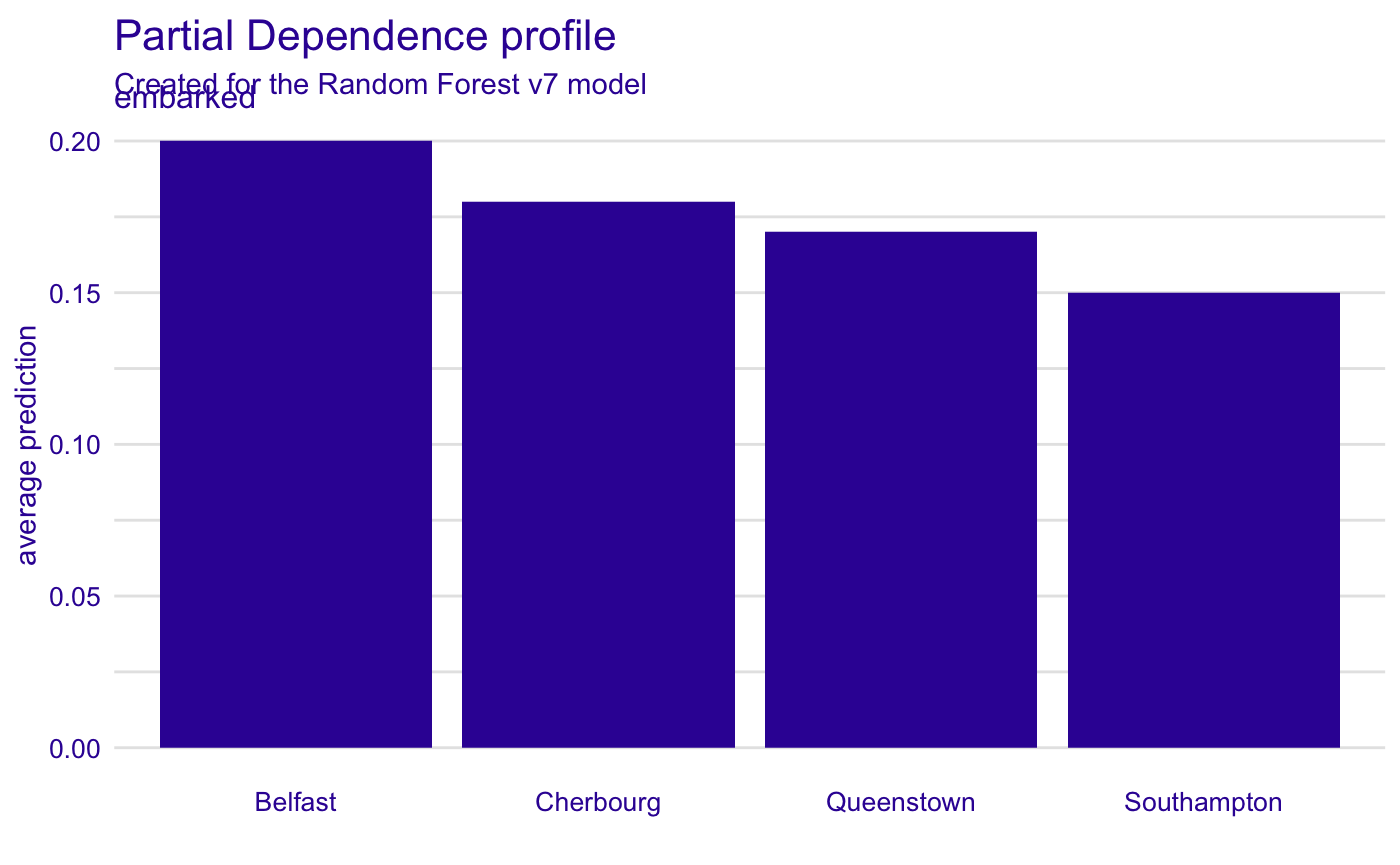 Partial Dependence profile
Created for the Random Forest v7 model
embarked
0.20
0.15
0.10
0.05
0.00
average prediction
Belfast
Cherbourg
Queenstown
Southampton